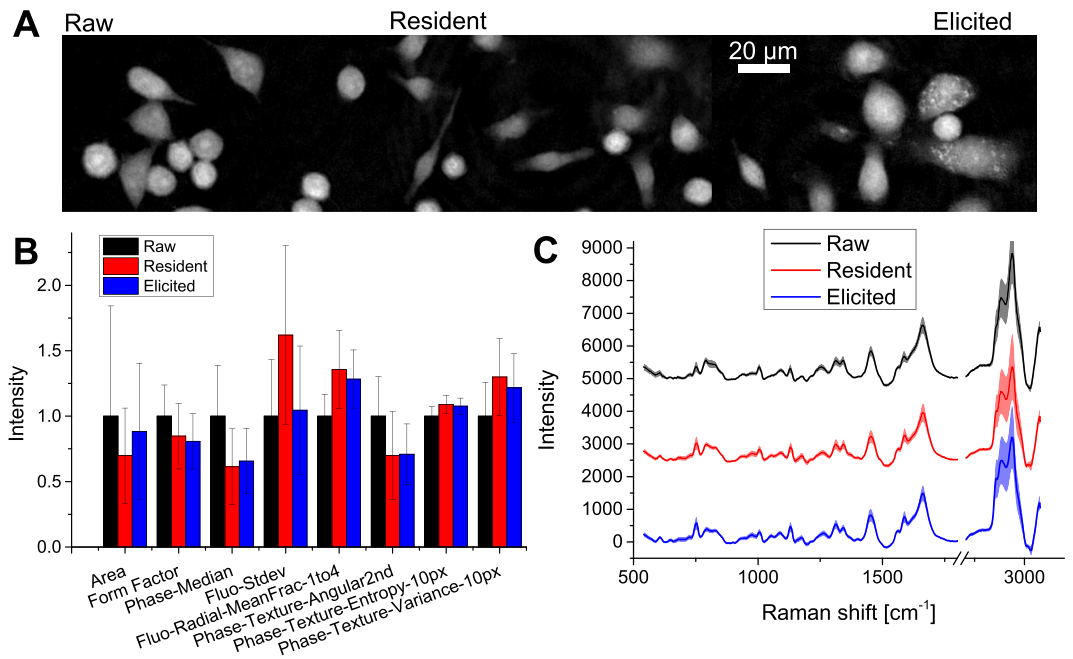 A
Raw
Resident
Elicited
20 µm
B
Raw
Resident
Elicited
2.0
1.5
1.0
0.5
0.0
Intensity
Area
Form Factor
Phase-Median
Fluo-Stdev
Fluo-Radial-MeanFrac-1to4
Phase-Texture-Angular2nd
Phase-Texture-Entropy-10px
Phase-Texture-Variance-10px
C
Raw
Resident
Elicited
9000
8000
7000
6000
5000
4000
3000
2000
1000
0
Intensity
500
1000
1500
3000
Raman shift [cm⁻¹]